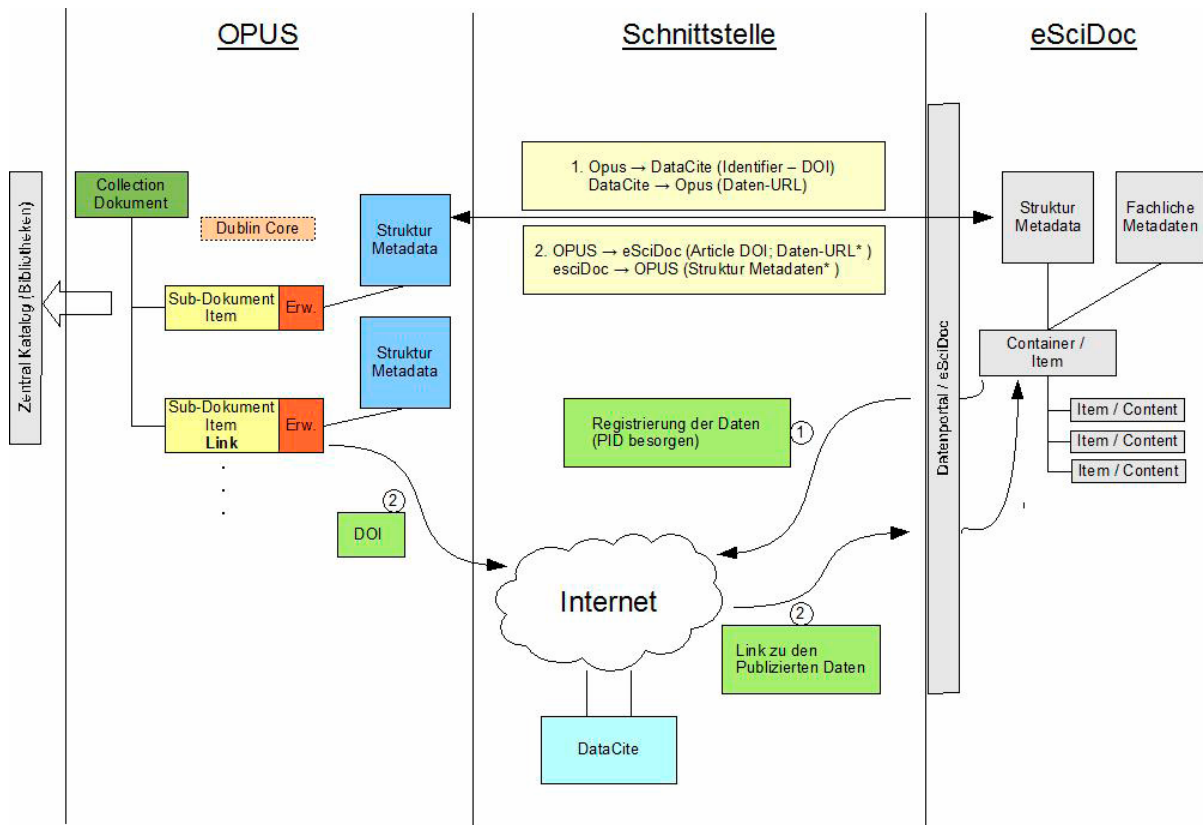 OPUS
Schnittstelle
eSciDoc
Zentral Katalog (Bibliotheken)
Collection
Dokument
Dublin Core
Struktur
Metadata
Sub-Dokument
Item
Erw.
Struktur
Metadata
Sub-Dokument
Item
Link
Erw.
2
DOI
1. Opus → DataCite (Identifier – DOI)
DataCite → Opus (Daten-URL)
2. OPUS → eSciDoc (Article DOI; Daten-URL* )
esciDoc → OPUS (Struktur Metadaten* )
Registrierung der Daten
(PID besorgen)
1
Internet
2
Link zu den
Publizierten Daten
DataCite
Datenportal / eSciDoc
Struktur
Metadata
Fachliche
Metadaten
Container /
Item
Item / Content
Item / Content
Item / Content